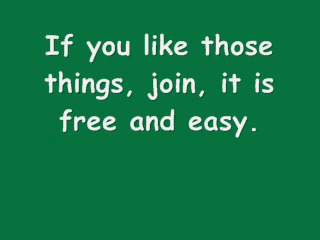 If you like those
things, join, it is
free and easy.